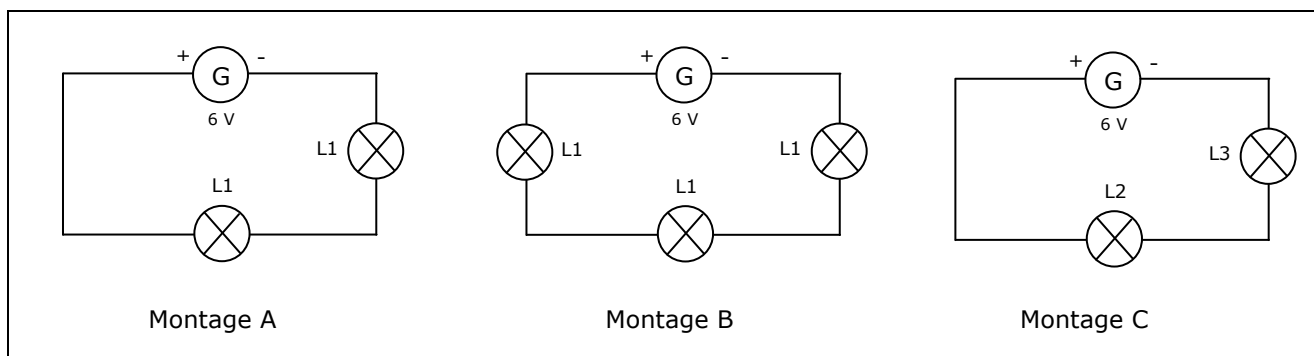 + G -
6 V
L1
L1
Montage A
+ G -
6 V
L1
L1
L1
Montage B
+ G -
6 V
L3
L2
Montage C